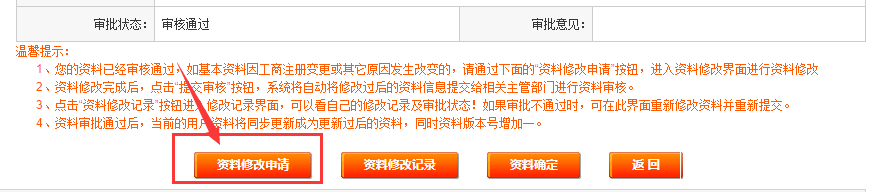 审批状态： 审核通过 审批意见：
温馨提示：
1、您的资料已经审核通过，如基本资料因工商注册变更或其它原因发生改变的，请通过下面的“资料修改申请”按钮，进入资料修改界面进行资料修改
2、资料修改完成后，点击“提交审核”按钮，系统将自动将修改过后的资料信息提交给相关主管部门进行资料审核。
3、点击“资料修改记录”按钮进 修改记录界面，可以看自己的修改记录及审批状态！如果审批不通过时，可在此界面重新修改资料并重新提交。
4、资料审批通过后，当前的用户资料将同步更新成为更新过后的资料，同时资料版本号增加一。
资料修改申请 资料修改记录 资料确定 返 回